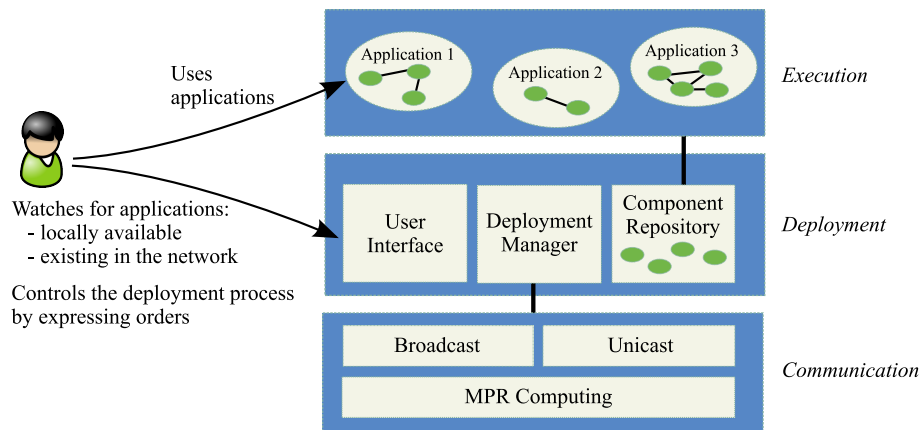 Uses
applications
Application 1
Application 2
Application 3
Execution
Watches for applications:
- locally available
- existing in the network
Controls the deployment process
by expressing orders
User
Interface
Deployment
Manager
Component
Repository
Deployment
Broadcast
Unicast
MPR Computing
Communication